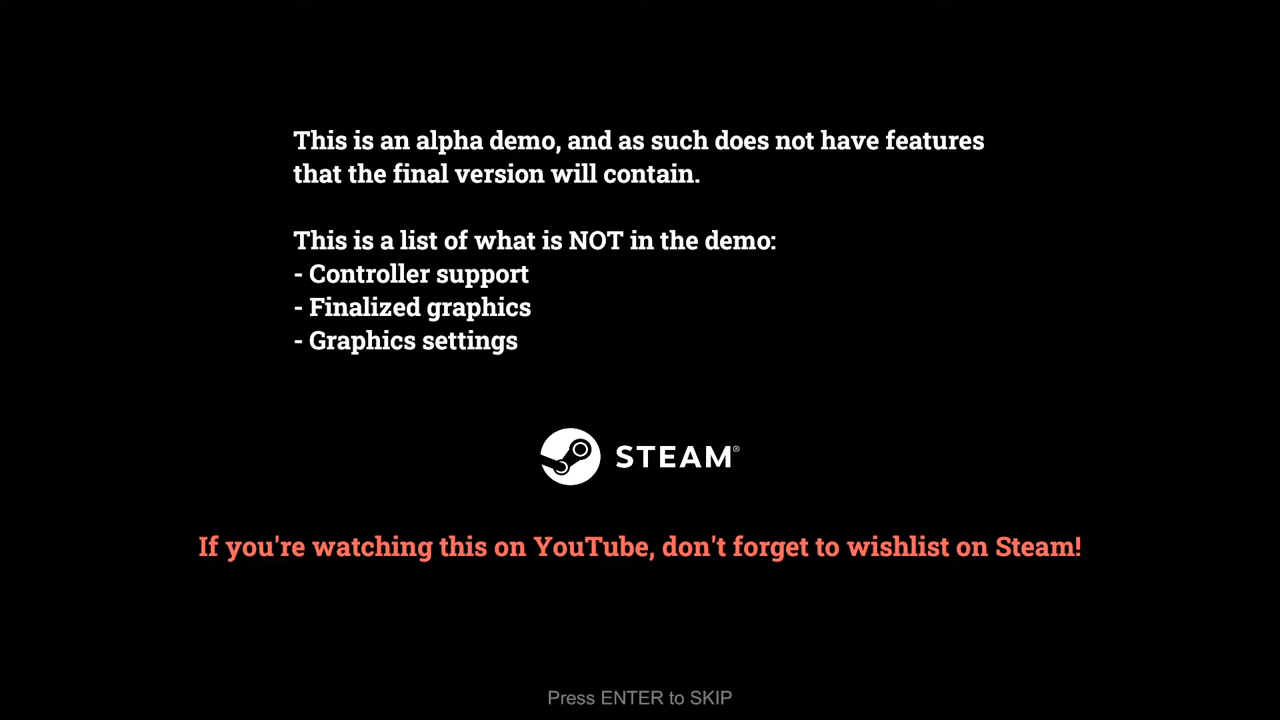 This is an alpha demo, and as such does not have features
that the final version will contain.
This is a list of what is NOT in the demo:
- Controller support
- Finalized graphics
- Graphics settings
STEAM®
If you're watching this on YouTube, don't forget to wishlist on Steam!
Press ENTER to SKIP